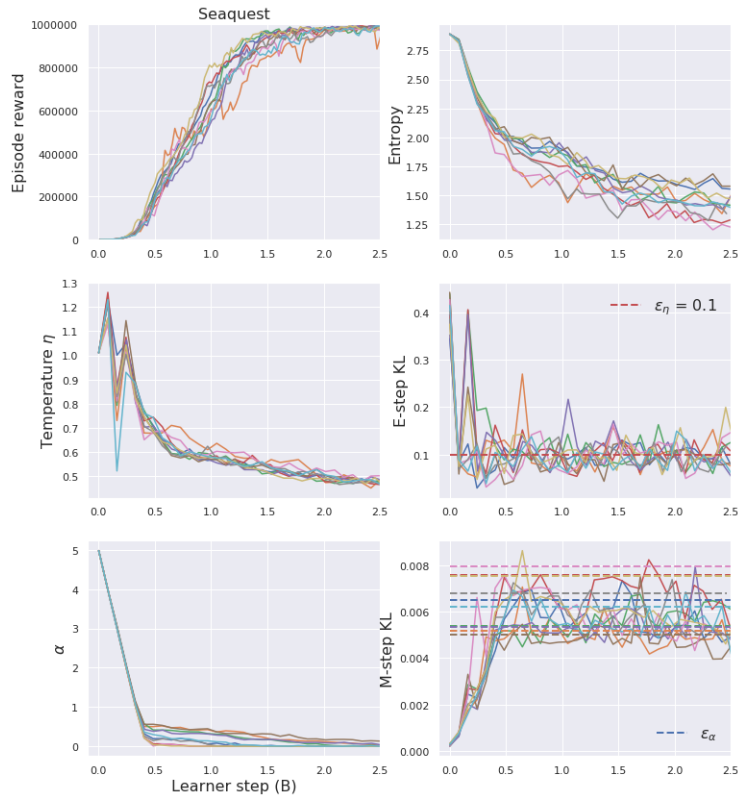 Seaquest
Episode reward
1000000
800000
600000
400000
200000
0
0.0 0.5 1.0 1.5 2.0 2.5
Entropy
2.75
2.50
2.25
2.00
1.75
1.50
1.25
0.0 0.5 1.0 1.5 2.0 2.5
Temperature η
1.3
1.2
1.1
1.0
0.9
0.8
0.7
0.6
0.5
0.0 0.5 1.0 1.5 2.0 2.5
E-step KL
0.4
0.3
0.2
0.1
εη = 0.1
0.0 0.5 1.0 1.5 2.0 2.5
α
5
4
3
2
1
0
0.0 0.5 1.0 1.5 2.0 2.5
Learner step (B)
M-step KL
0.008
0.006
0.004
0.002
0.000
εα
0.0 0.5 1.0 1.5 2.0 2.5